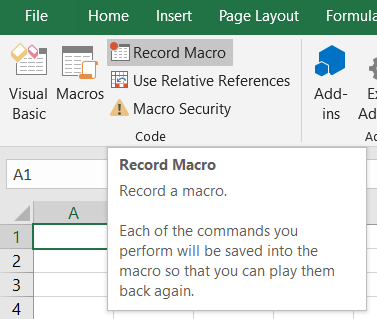 File Home Insert Page Layout Formula
Record Macro
Visual Basic
Macros
Use Relative References
Macro Security
Add-ins
Code
A1
A
1
2
3
4
Record Macro
Record a macro.
Each of the commands you
perform will be saved into the
macro so that you can play them
back again.